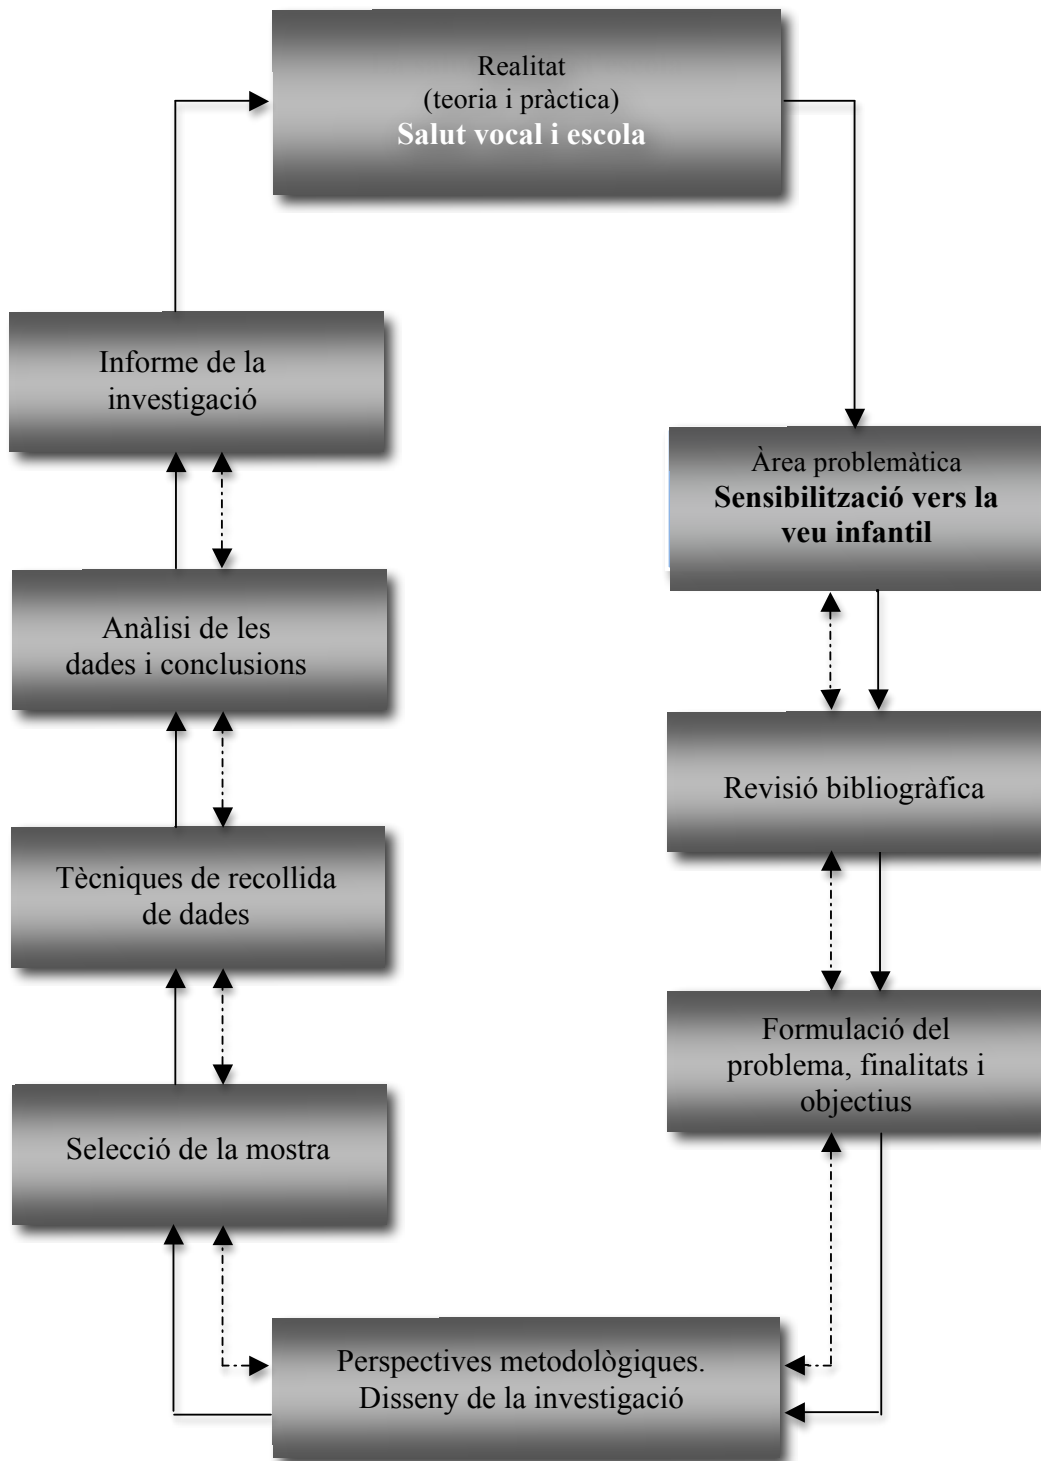 Realitat
(teoria i pràctica)
Salut vocal i escola
Informe de la
investigació
Àrea problemàtica
Sensibilització vers la
veu infantil
Anàlisi de les
dades i conclusions
Revisió bibliogràfica
Tècniques de recollida
de dades
Formulació del
problema, finalitats i
objectius
Selecció de la mostra
Perspectives metodològiques.
Disseny de la investigació